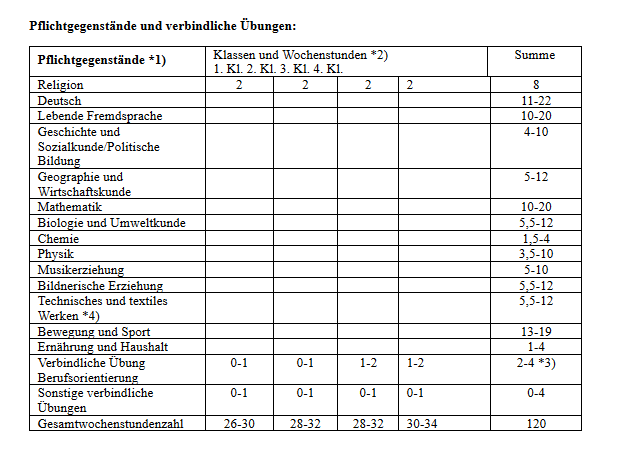 Pflichtgegenstände und verbindliche Übungen:
Pflichtgegenstände *1) Klassen und Wochenstunden *2) Summe
1. Kl. 2. Kl. 3. Kl. 4. Kl.
Religion 2 2 2 2 8
Deutsch 11-22
Lebende Fremdsprache 10-20
Geschichte und 4-10
Sozialkunde/Politische
Bildung
Geographie und 5-12
Wirtschaftskunde
Mathematik 10-20
Biologie und Umweltkunde 5,5-12
Chemie 1,5-4
Physik 3,5-10
Musikerziehung 5-10
Bildnerische Erziehung 5,5-12
Technisches und textiles 5,5-12
Werken *4)
Bewegung und Sport 13-19
Ernährung und Haushalt 1-4
Verbindliche Übung 0-1 0-1 1-2 1-2 2-4 *3)
Berufsorientierung
Sonstige verbindliche 0-1 0-1 0-1 0-1 0-4
Übungen
Gesamtwochenstundenzahl 26-30 28-32 28-32 30-34 120